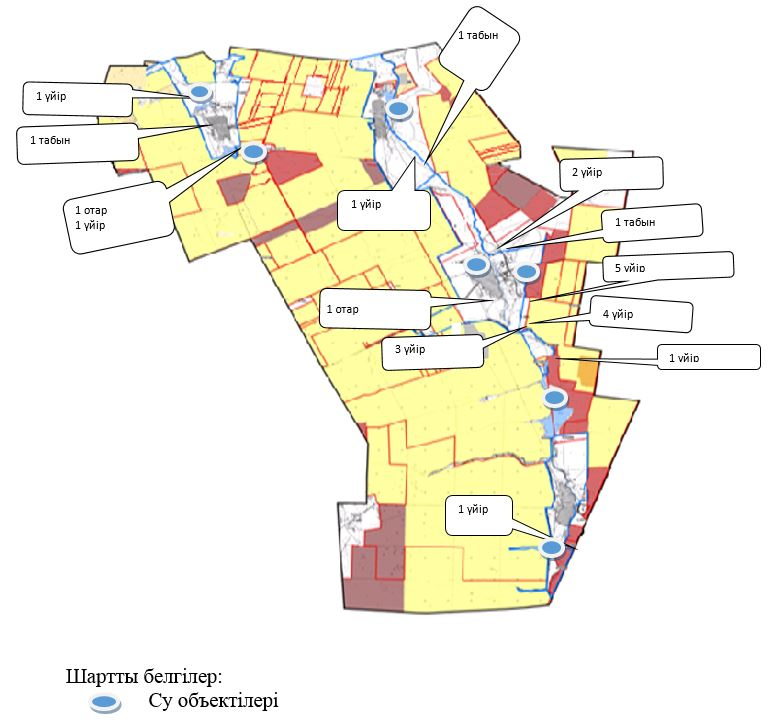 1 табын
1 үйір
1 табын
1 отар
1 үйір
1 үйір
2 үйір
1 табын
5 үйір
4 үйір
1 отар
3 үйір
1 үйір
1 үйір
Шартты белгілер:
Су объектілері